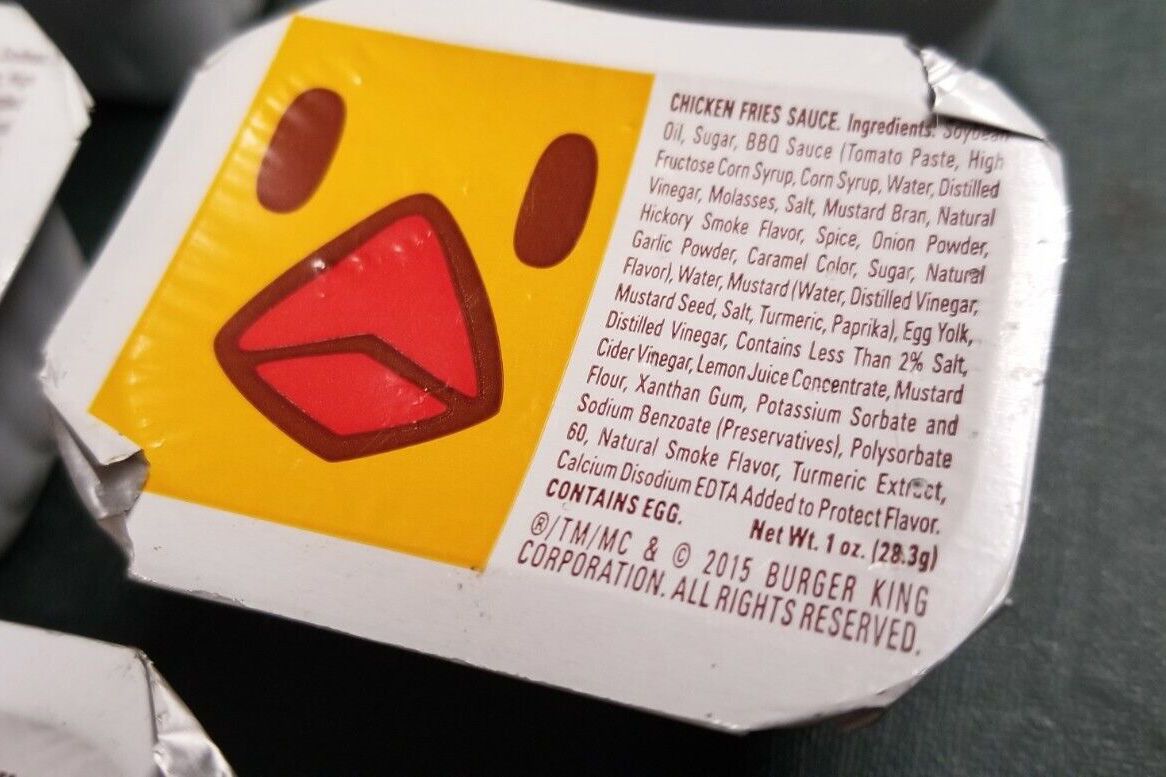 CHICKEN FRIES SAUCE. Ingredients: Soybean
Oil, Sugar, BBQ Sauce (Tomato Paste, High
Fructose Corn Syrup, Corn Syrup, Water, Distilled
Vinegar, Molasses, Salt, Mustard Bran, Natural
Hickory Smoke Flavor, Spice, Onion Powder,
Garlic Powder, Caramel Color, Sugar, Natural
Flavor), Water, Mustard (Water, Distilled Vinegar,
Mustard Seed, Salt, Turmeric, Paprika), Egg Yolk,
Distilled Vinegar, Contains Less Than 2% Salt,
Cider Vinegar, Lemon Juice Concentrate, Mustard
Flour, Xanthan Gum, Potassium Sorbate and
Sodium Benzoate (Preservatives), Polysorbate
60, Natural Smoke Flavor, Turmeric Extract,
Calcium Disodium EDTA Added to Protect Flavor.
CONTAINS EGG. Net Wt. 1 oz. (28.3g)
®/TM/MC & © 2015 BURGER KING
CORPORATION. ALL RIGHTS RESERVED.